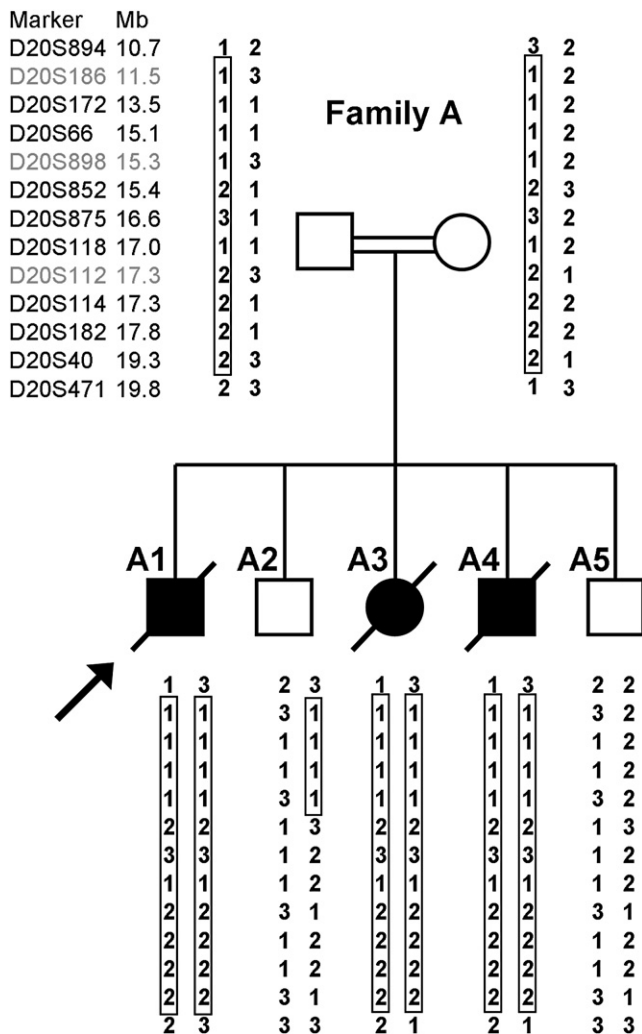 Marker Mb
D20S894 10.7 1 2 3 2
D20S186 11.5 1 3 1 2
D20S172 13.5 1 1 1 2
Family A
D20S66 15.1 1 1 1 2
D20S898 15.3 1 3 1 2
D20S852 15.4 2 1 2 3
D20S875 16.6 3 1 3 2
D20S118 17.0 1 1 1 2
D20S112 17.3 2 3 2 1
D20S114 17.3 2 1 2 2
D20S182 17.8 2 1 2 2
D20S40 19.3 2 3 2 1
D20S471 19.8 2 3 1 3
A1 A2 A3 A4 A5
1 3 2 3 1 3 1 3 2 2
1 1 3 1 1 1 1 1 3 2
1 1 1 1 1 1 1 1 1 2
1 1 1 1 1 1 1 1 1 2
1 1 3 1 1 1 1 1 3 2
2 2 1 3 2 2 2 2 1 3
3 3 1 2 3 3 3 3 1 2
1 1 1 2 1 1 1 1 1 2
2 2 3 1 2 2 2 2 3 1
2 2 1 2 2 2 2 2 1 2
2 2 1 2 2 2 2 2 1 2
2 2 3 1 2 2 2 2 3 1
2 3 3 3 2 1 2 1 3 3